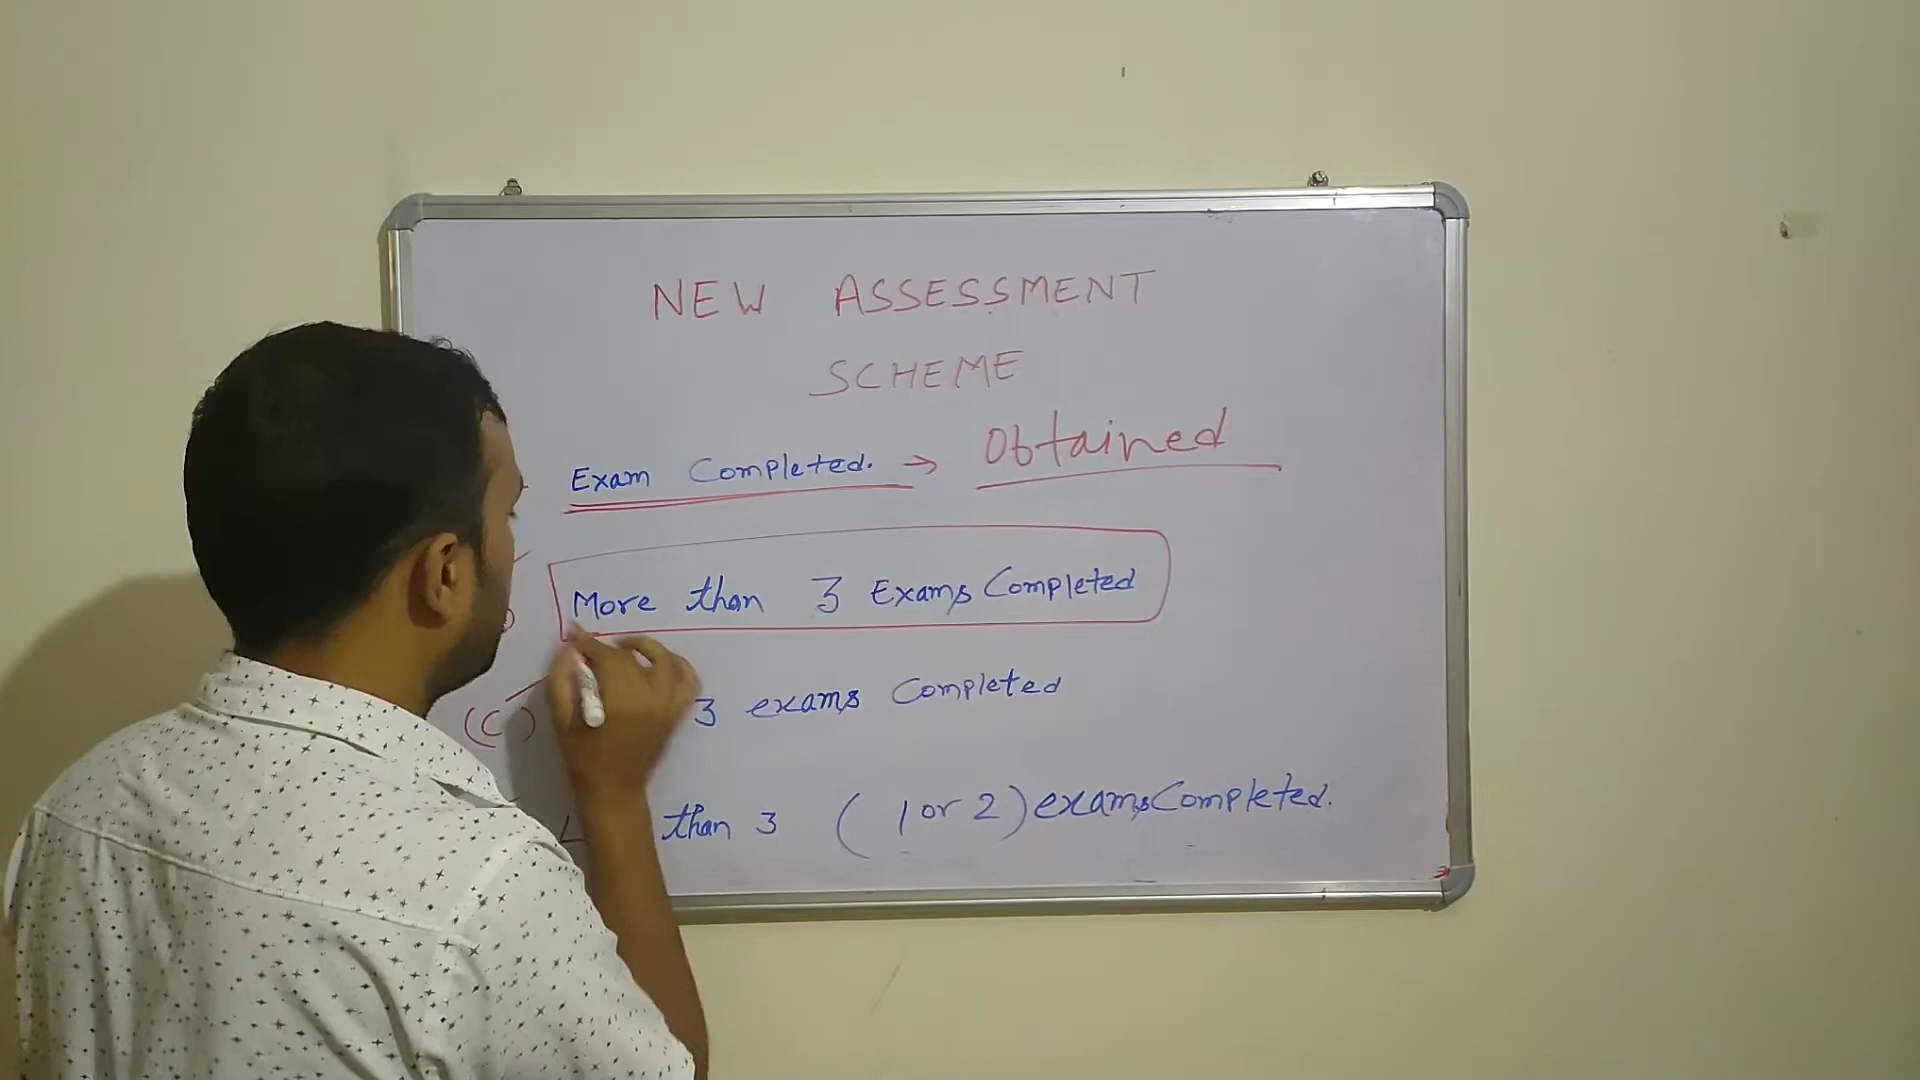 NEW ASSESSMENT
SCHEME
Exam Completed. → Obtained
More than 3 Exams Completed
(C) 3 exams Completed
than 3 ( 1 or 2 ) exams Completed.